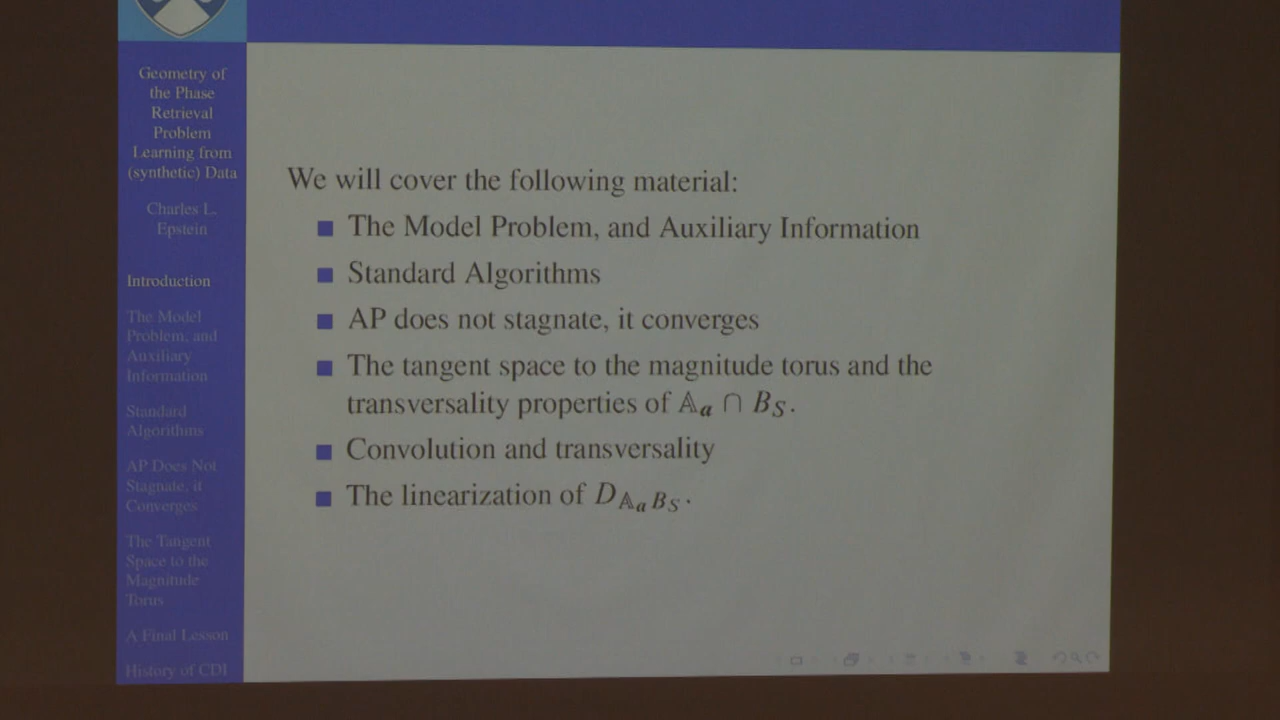 Geometry of
the Phase
Retrieval
Problem
Learning from
(synthetic) Data
Charles L.
Epstein
Introduction
The Model
Problem, and
Auxiliary
Information
Standard
Algorithms
AP Does Not
Stagnate, it
Converges
The Tangent
Space to the
Magnitude
Torus
A Final Lesson
History of CDI
We will cover the following material:
The Model Problem, and Auxiliary Information
Standard Algorithms
AP does not stagnate, it converges
The tangent space to the magnitude torus and the
transversality properties of 𝔸ₐ ∩ B_S.
Convolution and transversality
The linearization of D_{𝔸ₐ B_S}.